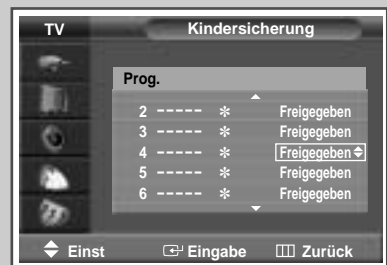 TV Kindersicherung
Prog.
2 ----- ✻ Freigegeben
3 ----- ✻ Freigegeben
4 ----- ✻ Freigegeben
5 ----- ✻ Freigegeben
6 ----- ✻ Freigegeben
Einst Eingabe Zurück